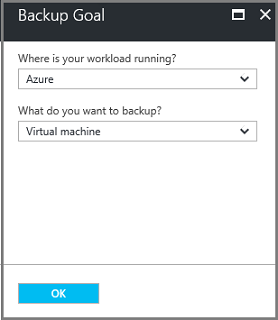 Backup Goal
Where is your workload running?
Azure
What do you want to backup?
Virtual machine
OK